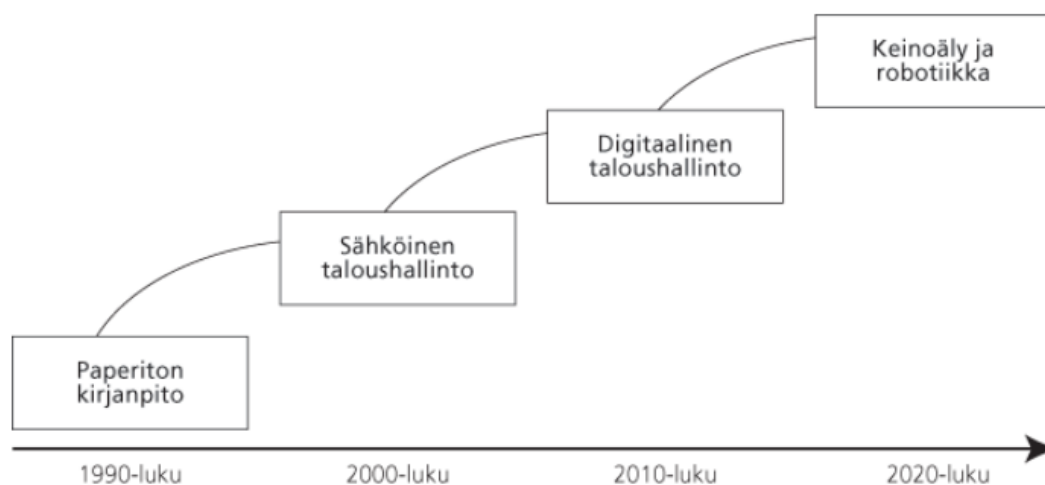 Keinoäly ja
robotiikka
Digitaalinen
taloushallinto
Sähköinen
taloushallinto
Paperiton
kirjanpito
1990-luku
2000-luku
2010-luku
2020-luku